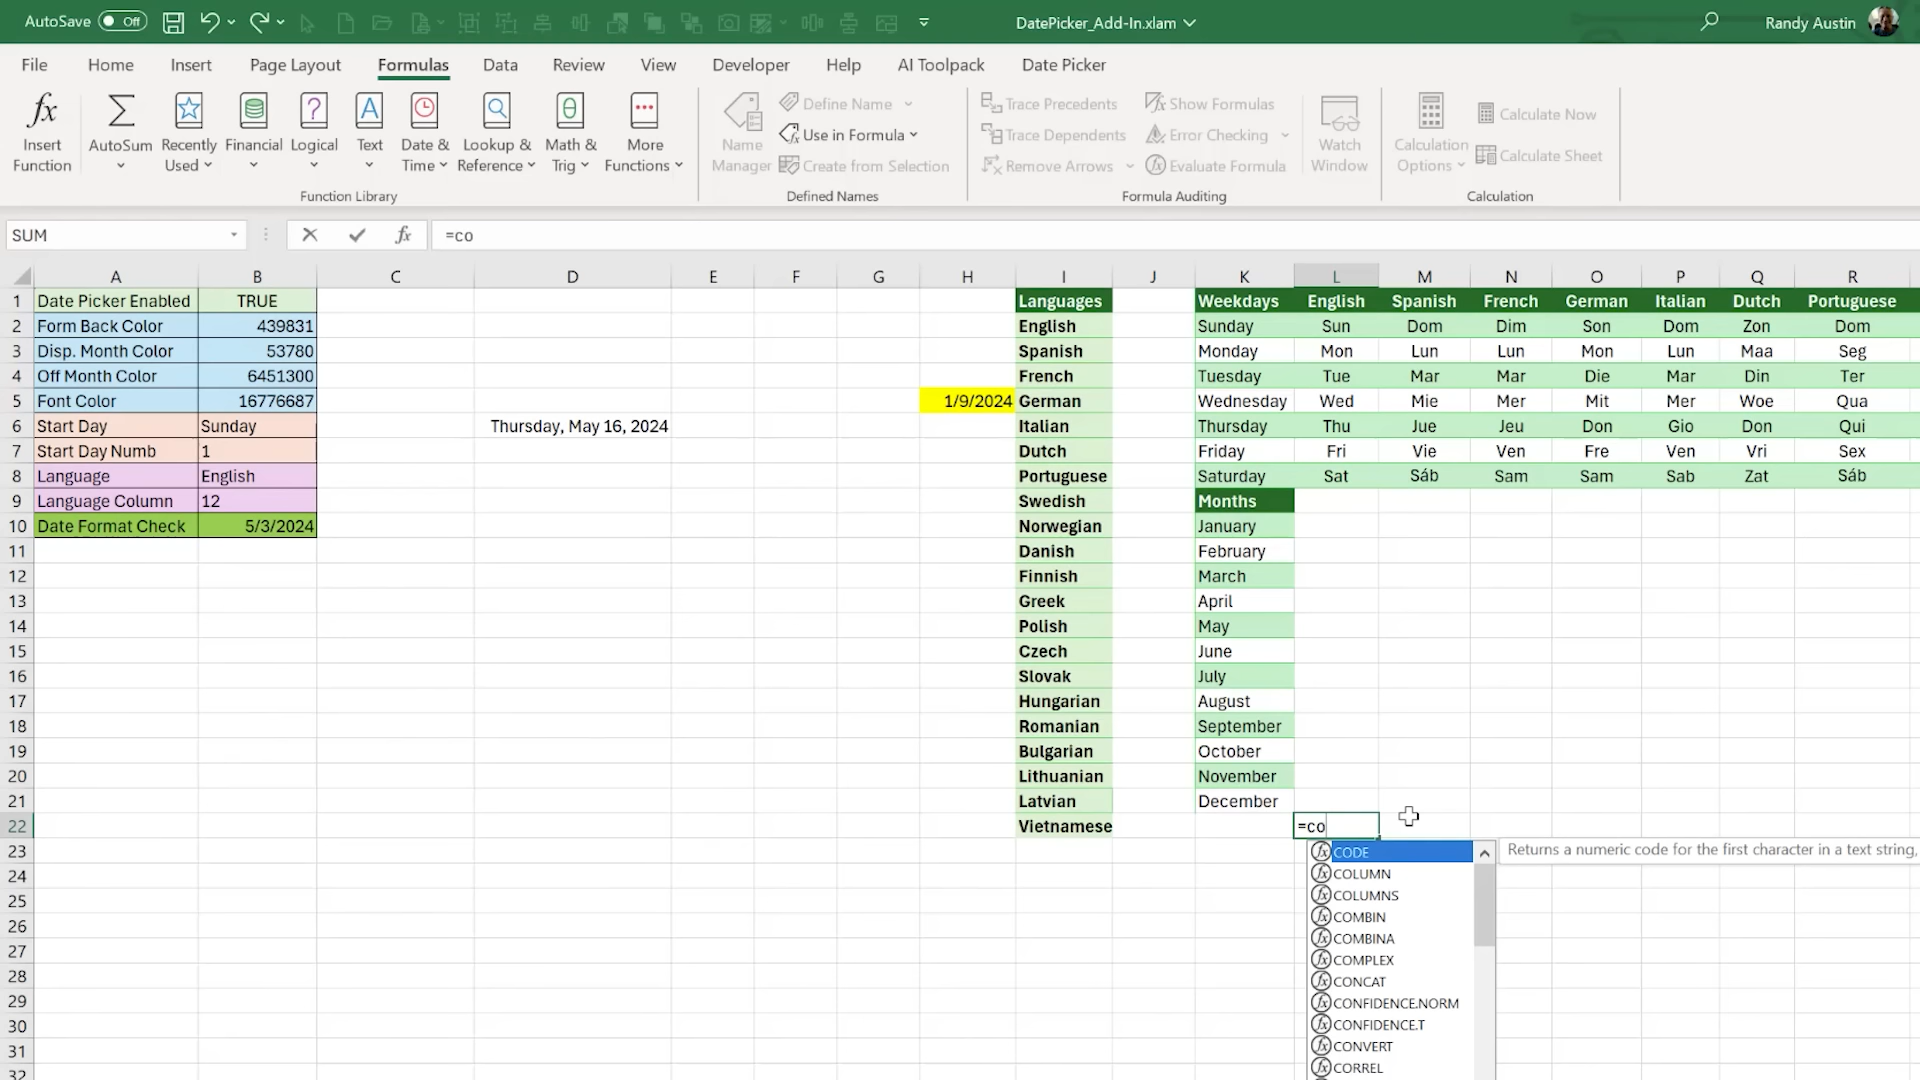 AutoSave Off DatePicker_Add-In.xlam Randy Austin
File Home Insert Page Layout Formulas Data Review View Developer Help AI Toolpack Date Picker
fx Insert Function
AutoSum
Recently Used
Financial
Logical
Text
Date & Time
Lookup & Reference
Math & Trig
More Functions
Function Library
Name Manager
Define Name
Use in Formula
Create from Selection
Defined Names
Trace Precedents
Trace Dependents
Remove Arrows
Show Formulas
Error Checking
Evaluate Formula
Formula Auditing
Watch Window
Calculation Options
Calculate Now
Calculate Sheet
Calculation
SUM fx =co
A B C D E F G H I J K L M N O P Q R
1 Date Picker Enabled TRUE Languages Weekdays English Spanish French German Italian Dutch Portuguese
2 Form Back Color 439831 English Sunday Sun Dom Dim Son Dom Zon Dom
3 Disp. Month Color 53780 Spanish Monday Mon Lun Lun Mon Lun Maa Seg
4 Off Month Color 6451300 French Tuesday Tue Mar Mar Die Mar Din Ter
5 Font Color 16776687 1/9/2024 German Wednesday Wed Mie Mer Mit Mer Woe Qua
6 Start Day Sunday Thursday, May 16, 2024 Italian Thursday Thu Jue Jeu Don Gio Don Qui
7 Start Day Numb 1 Dutch Friday Fri Vie Ven Fre Ven Vri Sex
8 Language English Portuguese Saturday Sat Sáb Sam Sam Sab Zat Sáb
9 Language Column 12 Swedish Months
10 Date Format Check 5/3/2024 Norwegian January
11 Danish February
12 Finnish March
13 Greek April
14 Polish May
15 Czech June
16 Slovak July
17 Hungarian August
18 Romanian September
19 Bulgarian October
20 Lithuanian November
21 Latvian December
22 Vietnamese =co
23 CODE Returns a numeric code for the first character in a text string,
24 COLUMN
25 COLUMNS
26 COMBIN
27 COMBINA
28 COMPLEX
29 CONCAT
30 CONFIDENCE.NORM
31 CONFIDENCE.T
32 CONVERT
CORREL